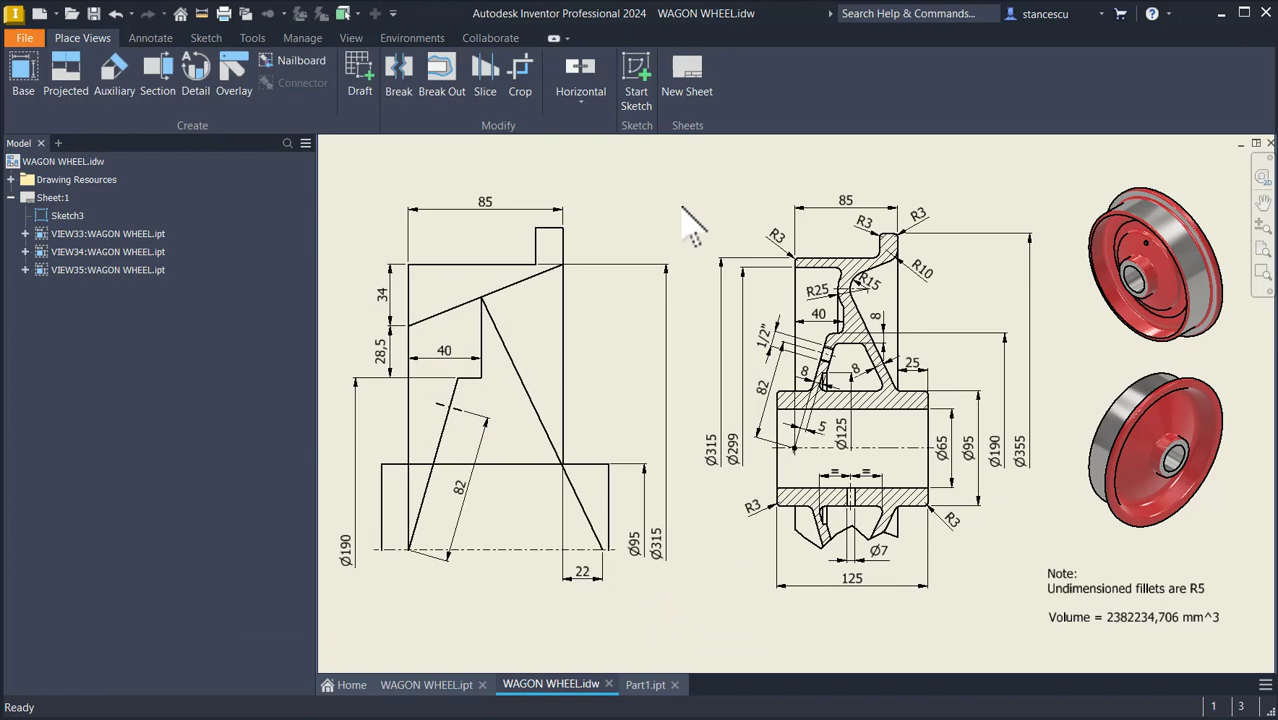 Autodesk Inventor Professional 2024   WAGON WHEEL.idw
Search Help & Commands...
stancescu
File
Place Views
Annotate
Sketch
Tools
Manage
View
Environments
Collaborate
Base
Projected
Auxiliary
Section
Detail
Overlay
Nailboard
Connector
Draft
Break
Break Out
Slice
Crop
Horizontal
Start
Sketch
New Sheet
Create
Modify
Sketch
Sheets
Model
WAGON WHEEL.idw
Drawing Resources
Sheet:1
Sketch3
VIEW33:WAGON WHEEL.ipt
VIEW34:WAGON WHEEL.ipt
VIEW35:WAGON WHEEL.ipt
85
34
28,5
40
82
Ø190
22
Ø95
Ø315
85
R3
R3
R3
R10
R15
R25
40
8
1/2"
82
8
8
25
5
Ø125
Ø315
Ø299
Ø65
Ø95
Ø190
Ø355
=
=
R3
R3
Ø7
125
Note:
Undimensioned fillets are R5
Volume = 2382234,706 mm^3
Home
WAGON WHEEL.ipt
WAGON WHEEL.idw
Part1.ipt
Ready
1
3